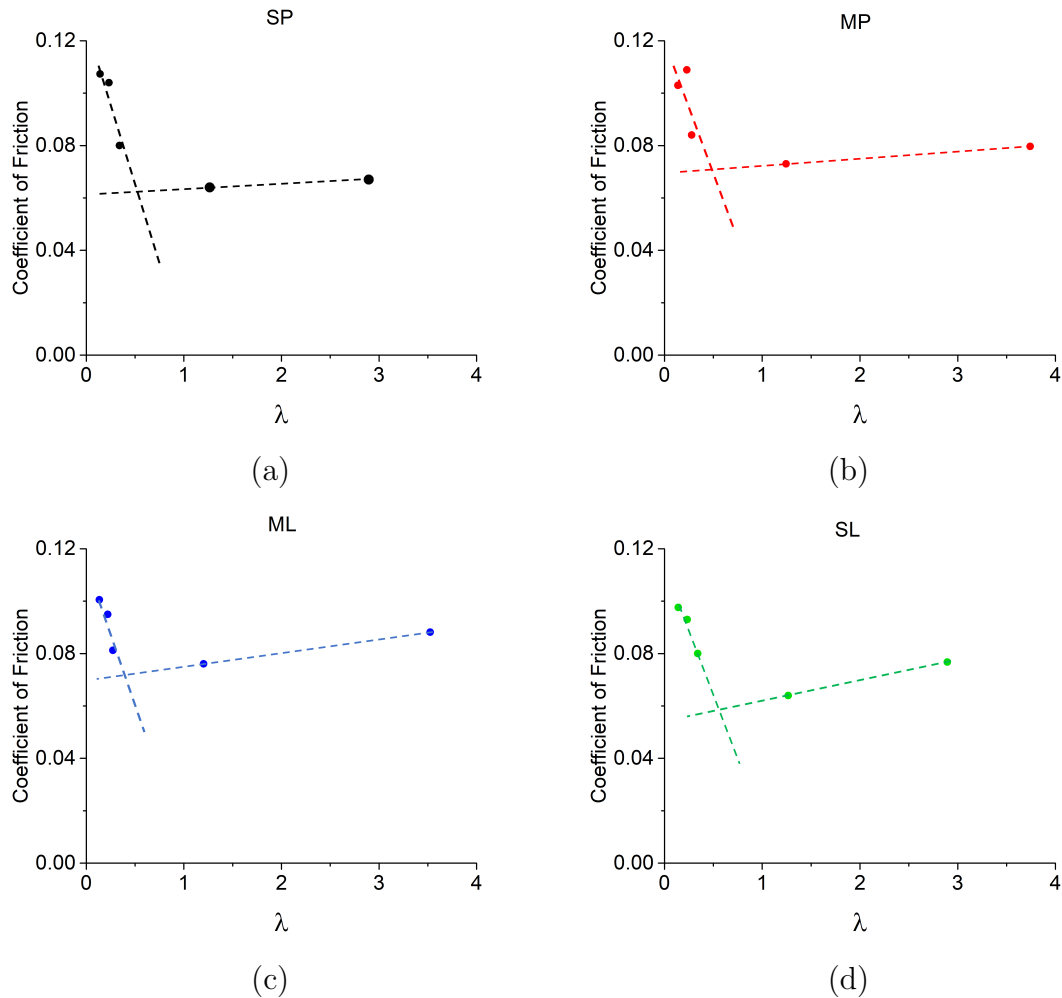 SP
0.12
0.08
0.04
0.00
Coefficient of Friction
0
1
2
3
4
λ
(a)
MP
0.12
0.08
0.04
0.00
Coefficient of Friction
0
1
2
3
4
λ
(b)
ML
0.12
0.08
0.04
0.00
Coefficient of Friction
0
1
2
3
4
λ
(c)
SL
0.12
0.08
0.04
0.00
Coefficient of Friction
0
1
2
3
4
λ
(d)